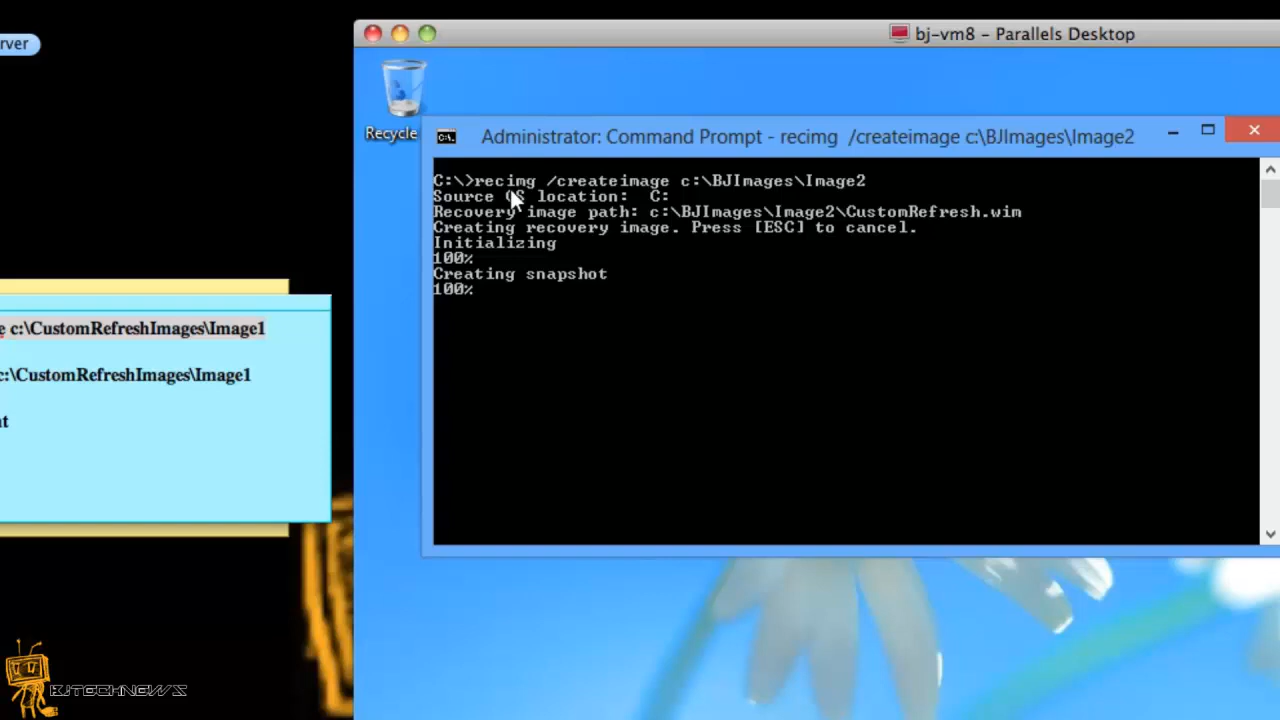 rver
bj-vm8 - Parallels Desktop
Recycle
Administrator: Command Prompt - recimg /createimage c:\BJImages\Image2
C:\>recimg /createimage c:\BJImages\Image2
Source OS location: C:
Recovery image path: c:\BJImages\Image2\CustomRefresh.wim
Creating recovery image. Press [ESC] to cancel.
Initializing
100%
Creating snapshot
100%
e c:\CustomRefreshImages\Image1
c:\CustomRefreshImages\Image1
nt
BJTECHNEWS